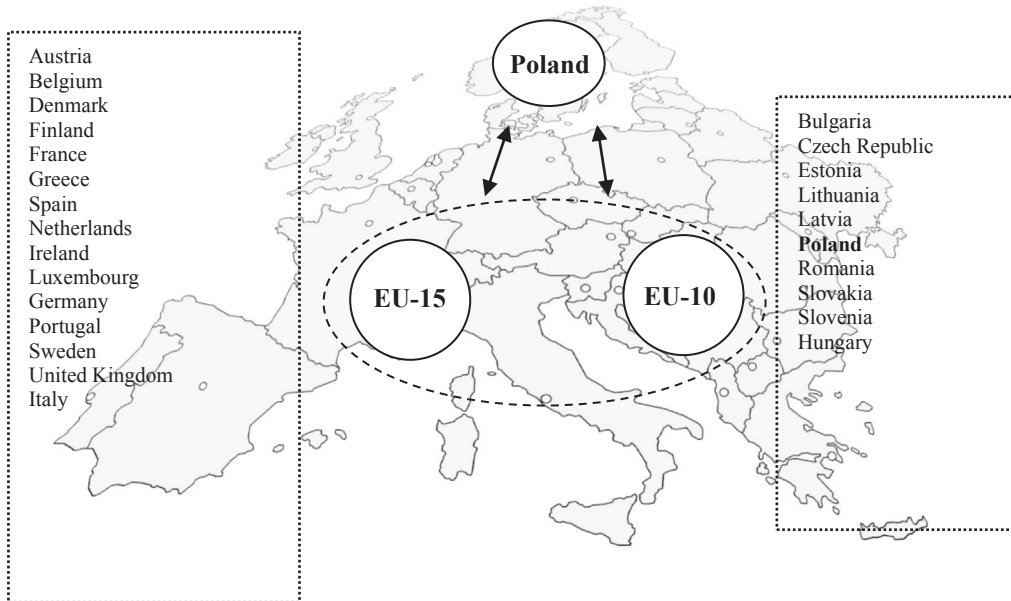 Austria
Belgium
Denmark
Finland
France
Greece
Spain
Netherlands
Ireland
Luxembourg
Germany
Portugal
Sweden
United Kingdom
Italy
Poland
EU-15
EU-10
Bulgaria
Czech Republic
Estonia
Lithuania
Latvia
Poland
Romania
Slovakia
Slovenia
Hungary